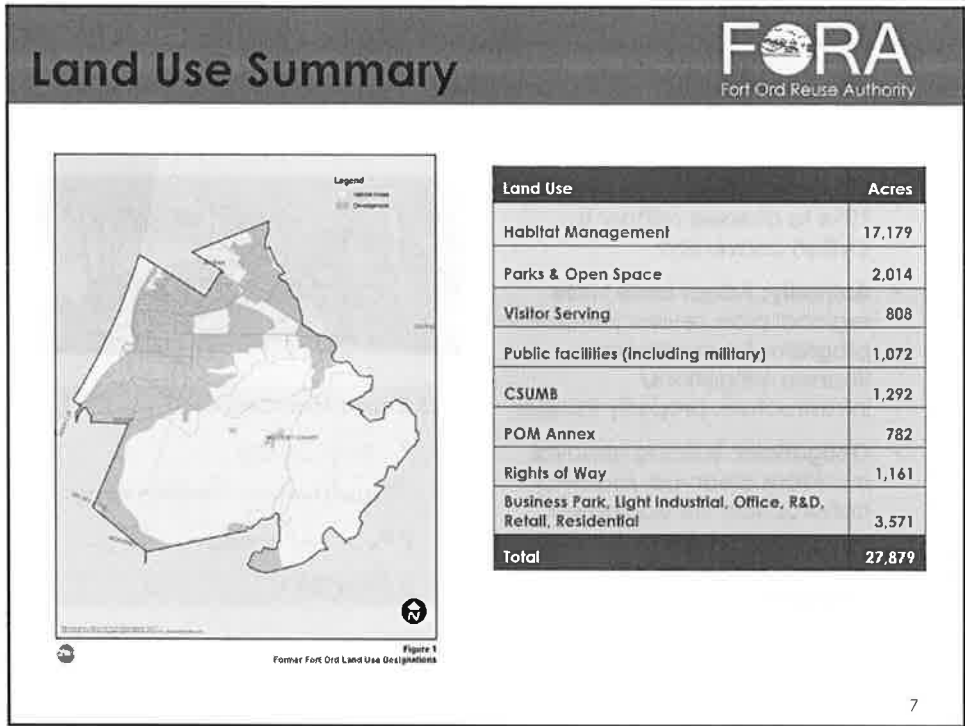 Land Use Summary
FORA
Fort Ord Reuse Authority
Legend
Development
N
Figure 1
Former Fort Ord Land Use Designations
Land Use Acres
Habitat Management 17,179
Parks & Open Space 2,014
Visitor Serving 808
Public facilities (including military) 1,072
CSUMB 1,292
POM Annex 782
Rights of Way 1,161
Business Park, Light Industrial, Office, R&D,
Retail, Residential 3,571
Total 27,879
7